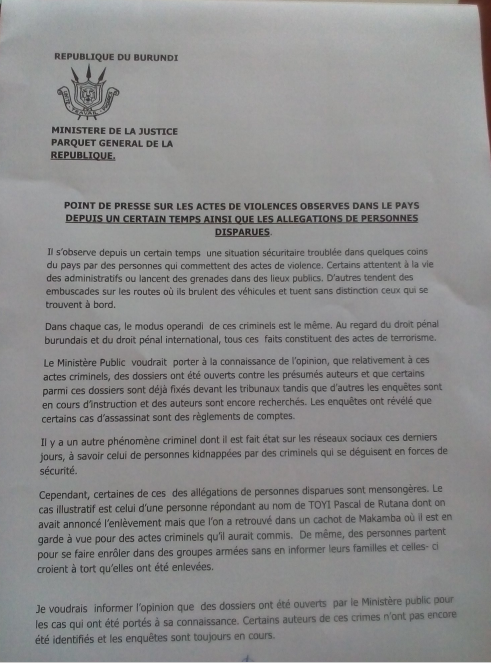 REPUBLIQUE DU BURUNDI
MINISTERE DE LA JUSTICE
PARQUET GENERAL DE LA
REPUBLIQUE.
POINT DE PRESSE SUR LES ACTES DE VIOLENCES OBSERVES DANS LE PAYS
DEPUIS UN CERTAIN TEMPS AINSI QUE LES ALLEGATIONS DE PERSONNES
DISPARUES.
Il s'observe depuis un certain temps une situation sécuritaire troublée dans quelques coins
du pays par des personnes qui commettent des actes de violence. Certains attentent à la vie
des administratifs ou lancent des grenades dans des lieux publics. D'autres tendent des
embuscades sur les routes où ils brulent des véhicules et tuent sans distinction ceux qui se
trouvent à bord.
Dans chaque cas, le modus operandi de ces criminels est le même. Au regard du droit pénal
burundais et du droit pénal international, tous ces faits constituent des actes de terrorisme.
Le Ministère Public voudrait porter à la connaissance de l'opinion, que relativement à ces
actes criminels, des dossiers ont été ouverts contre les présumés auteurs et que certains
parmi ces dossiers sont déjà fixés devant les tribunaux tandis que d'autres les enquêtes sont
en cours d'instruction et des auteurs sont encore recherchés. Les enquêtes ont révélé que
certains cas d'assassinat sont des règlements de comptes.
Il y a un autre phénomène criminel dont il est fait état sur les réseaux sociaux ces derniers
jours, à savoir celui de personnes kidnappées par des criminels qui se déguisent en forces de
sécurité.
Cependant, certaines de ces des allégations de personnes disparues sont mensongères. Le
cas illustratif est celui d'une personne répondant au nom de TOYI Pascal de Rutana dont on
avait annoncé l'enlèvement mais que l'on a retrouvé dans un cachot de Makamba où il est en
garde à vue pour des actes criminels qu'il aurait commis. De même, des personnes partent
pour se faire enrôler dans des groupes armées sans en informer leurs familles et celles- ci
croient à tort qu'elles ont été enlevées.
Je voudrais informer l'opinion que des dossiers ont été ouverts par le Ministère public pour
les cas qui ont été portés à sa connaissance. Certains auteurs de ces crimes n'ont pas encore
été identifiés et les enquêtes sont toujours en cours.